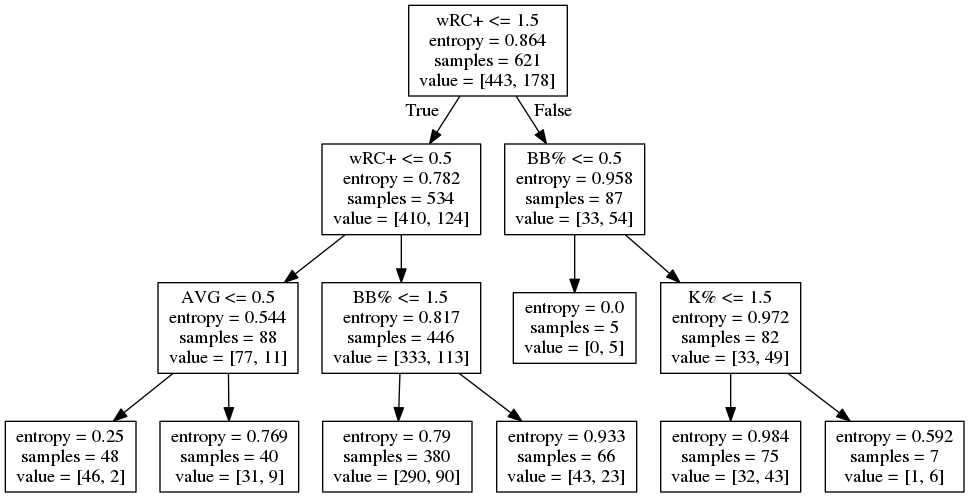 wRC+ <= 1.5
entropy = 0.864
samples = 621
value = [443, 178]
True
False
wRC+ <= 0.5
entropy = 0.782
samples = 534
value = [410, 124]
BB% <= 0.5
entropy = 0.958
samples = 87
value = [33, 54]
AVG <= 0.5
entropy = 0.544
samples = 88
value = [77, 11]
BB% <= 1.5
entropy = 0.817
samples = 446
value = [333, 113]
entropy = 0.0
samples = 5
value = [0, 5]
K% <= 1.5
entropy = 0.972
samples = 82
value = [33, 49]
entropy = 0.25
samples = 48
value = [46, 2]
entropy = 0.769
samples = 40
value = [31, 9]
entropy = 0.79
samples = 380
value = [290, 90]
entropy = 0.933
samples = 66
value = [43, 23]
entropy = 0.984
samples = 75
value = [32, 43]
entropy = 0.592
samples = 7
value = [1, 6]